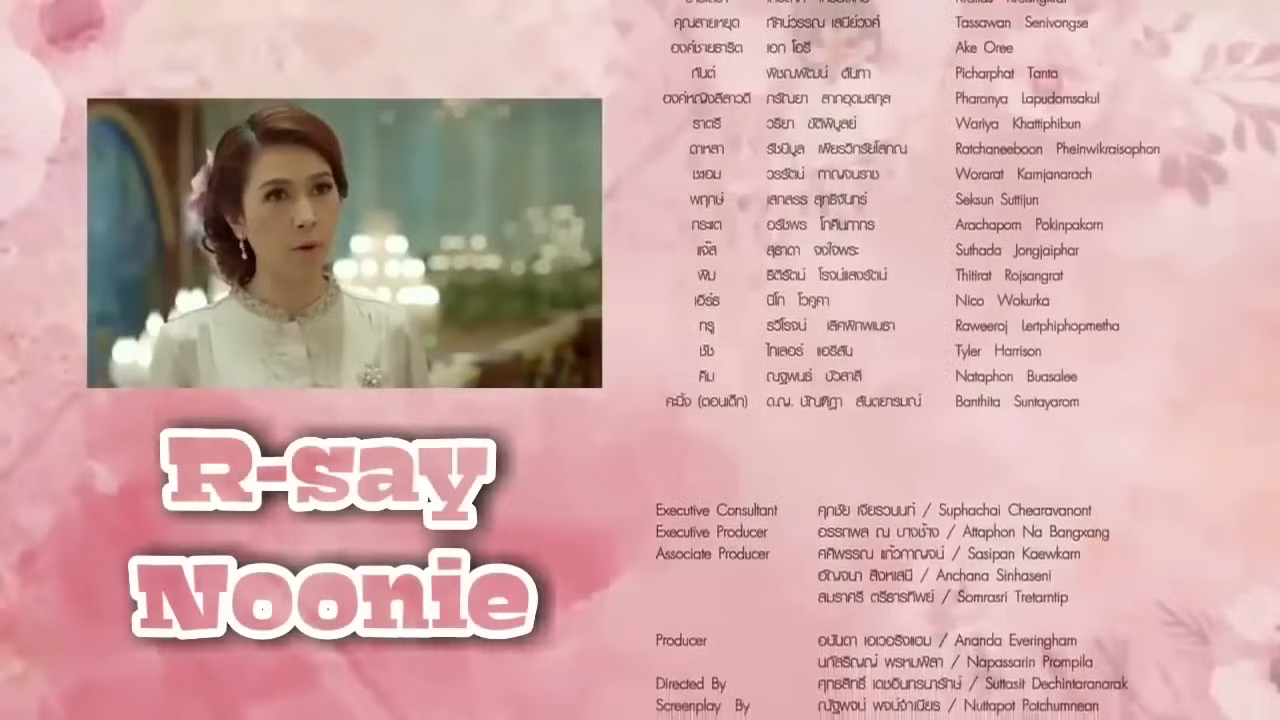 คุณสายหยุด ทัศน์วรรณ เสนีย์วงศ์ Tassawan Senivongse
องค์ชายธาริต เอก โอรี Ake Oree
กันต์ พิชญพัฒน์ ตันทา Picharphat Tanta
องค์หญิงลีลาวดี ภรัณยา ลาภอุดมสกุล Pharanya Lapudomsakul
ราตรี วริยา ขัติพิบูลย์ Wariya Khattiphibun
ดาหลา รัชนีบูล เพียรวิกรัยโสภณ Ratchaneeboon Pheinwikraisophon
ชะเอม วรรัตน์ กาญจนราช Worarat Karnjanarach
พฤกษ์ เสกสรร สุทธิจันทร์ Seksun Suttijun
กระแต อรัชพร โภคินภากร Arachaporn Pokinpakorn
แจ๊ส สุธาดา จงใจพระ Suthada Jongjaiphar
พิม ธิติรัตน์ โรจน์แสงรัตน์ Thitirat Rojsangrat
เฮิร์ธ นิโก โวคูคา Nico Wokurka
ทรู รวีโรจน์ เลิศพิภพเมธา Raweeroj Lertphiphopmetha
ชัช ไทเลอร์ แฮริสัน Tyler Harrison
คิม ณฐพนธ์ บัวสาลี Nataphon Buasalee
คะนิ้ง (ตอนเด็ก) ด.ญ. บัณฑิฏา สันตยารมณ์ Banthita Suntayarom
R-say
Noonie
Executive Consultant ศุภชัย เจียรวนนท์ / Suphachai Chearavanont
Executive Producer อรรถพล ณ บางช้าง / Attaphon Na Bangxang
Associate Producer ศศิพรรณ แก้วกาญจน์ / Sasipan Kaewkarn
อัญจนา สิงหเสนี / Anchana Sinhaseni
สมราศรี ตรีธารทิพย์ / Somrasri Tretarntip
Producer อนันดา เอเวอริงแฮม / Ananda Everingham
นภัสริญญ์ พรหมพิลา / Napassarin Prompila
Directed By ศุทธสิทธิ์ เดชอินทรนารักษ์ / Suttasit Dechintaranarak
Screenplay By ณัฐพจน์ พจน์จำเนียร / Nuttapot Potchumnean